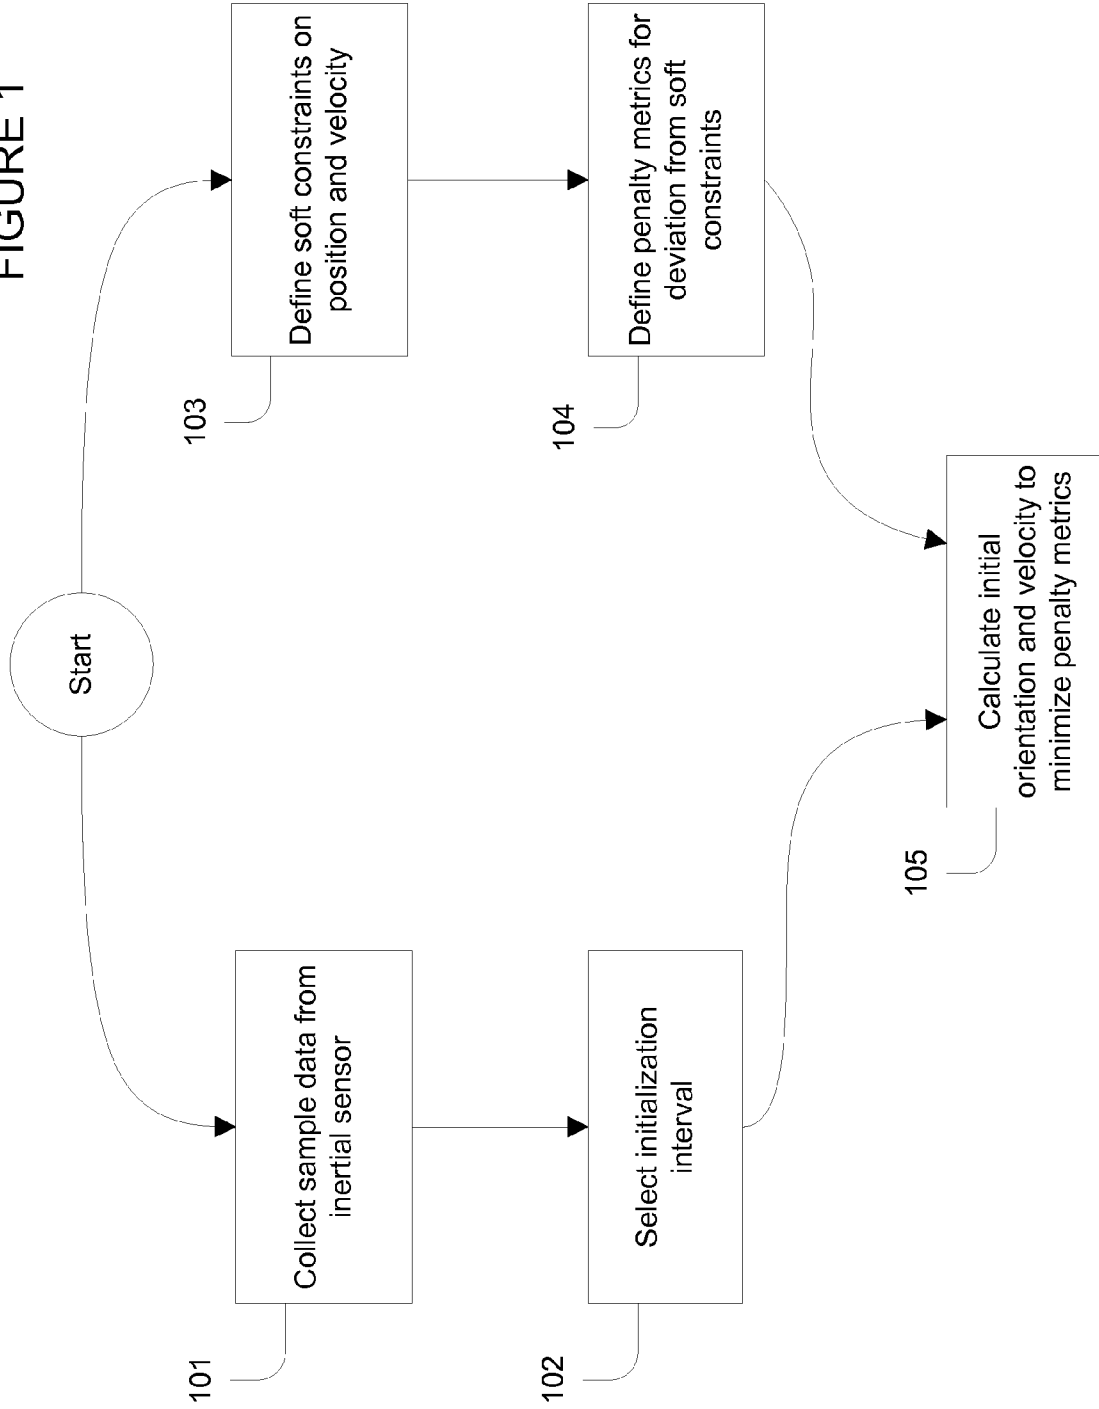 FIGURE 1
Start
101
Collect sample data from
inertial sensor
103
Define soft constraints on
position and velocity
102
Select initialization
interval
104
Define penalty metrics for
deviation from soft
constraints
105
Calculate initial
orientation and velocity to
minimize penalty metrics